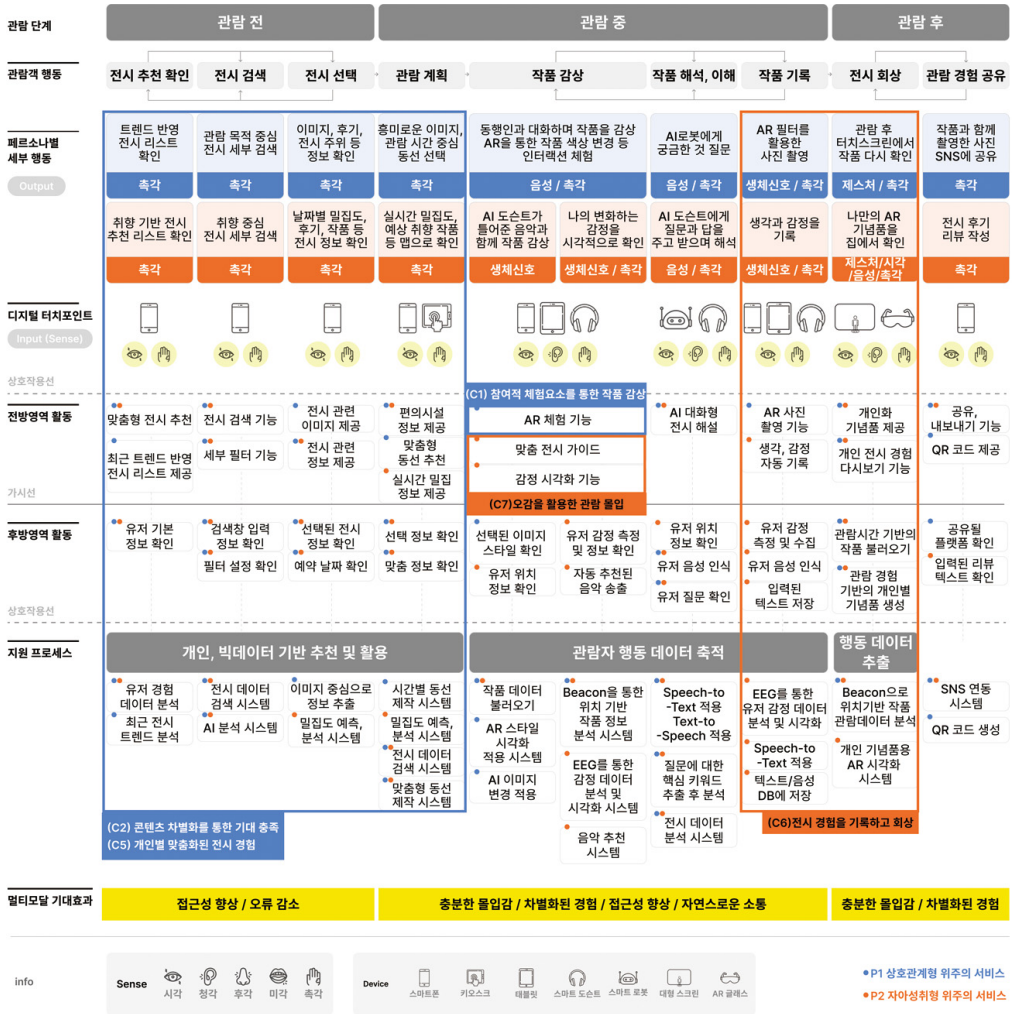 관람 단계
관람 전
관람 중
관람 후
관람객 행동
전시 추천 확인
전시 검색
전시 선택
관람 계획
작품 감상
작품 해석, 이해
작품 기록
전시 회상
관람 경험 공유
페르소나별
세부 행동
Output
트렌드 반영
전시 리스트
확인
관람 목적 중심
전시 세부 검색
이미지, 후기,
전시 주위 등
정보 확인
흥미로운 이미지,
관람 시간 중심
동선 선택
동행인과 대화하며 작품을 감상
AR을 통한 작품 색상 변경 등
인터랙션 체험
AI로봇에게
궁금한 것 질문
AR 필터를
활용한
사진 촬영
관람 후
터치스크린에서
작품 다시 확인
작품과 함께
촬영한 사진
SNS에 공유
촉각
촉각
촉각
촉각
음성 / 촉각
음성 / 촉각
생체신호 / 촉각
제스처 / 촉각
촉각
취향 기반 전시
추천 리스트 확인
취향 중심
전시 세부 검색
날짜별 밀집도,
후기, 작품 등
전시 정보 확인
실시간 밀집도,
예상 취향 작품
등 맵으로 확인
AI 도슨트가
틀어준 음악과
함께 작품 감상
나의 변화하는
감정을
시각적으로 확인
AI 도슨트에게
질문과 답을
주고 받으며 해석
생각과 감정을
기록
나만의 AR
기념품을
집에서 확인
전시 후기
리뷰 작성
촉각
촉각
촉각
촉각
생체신호
생체신호 / 촉각
음성 / 촉각
생체신호 / 촉각
제스처/시각
/음성/촉각
촉각
디지털 터치포인트
Input (Sense)
상호작용선
전방영역 활동
맞춤형 전시 추천
최근 트렌드 반영
전시 리스트 제공
전시 검색 기능
세부 필터 기능
전시 관련
이미지 제공
전시 관련
정보 제공
편의시설
정보 제공
맞춤형
동선 추천
실시간 밀집
정보 제공
(C1) 참여적 체험요소를 통한 작품 감상
AR 체험 기능
맞춤 전시 가이드
감정 시각화 기능
(C7)오감을 활용한 관람 몰입
AI 대화형
전시 해설
AR 사진
촬영 기능
생각, 감정
자동 기록
개인화
기념품 제공
개인 전시 경험
다시보기 기능
공유,
내보내기 기능
QR 코드 제공
가시선
후방영역 활동
유저 기본
정보 확인
검색창 입력
정보 확인
필터 설정 확인
선택된 전시
정보 확인
예약 날짜 확인
선택 정보 확인
맞춤 정보 확인
선택된 이미지
스타일 확인
유저 위치
정보 확인
유저 감정 측정
및 정보 확인
자동 추천된
음악 송출
유저 위치
정보 확인
유저 음성 인식
유저 질문 확인
유저 감정
측정 및 수집
유저 음성 인식
입력된
텍스트 저장
관람시간 기반의
작품 불러오기
관람 경험
기반의 개인별
기념품 생성
공유될
플랫폼 확인
입력된 리뷰
텍스트 확인
상호작용선
지원 프로세스
개인, 빅데이터 기반 추천 및 활용
관람자 행동 데이터 축적
행동 데이터
추출
유저 경험
데이터 분석
최근 전시
트렌드 분석
전시 데이터
검색 시스템
AI 분석 시스템
이미지 중심으로
정보 추출
밀집도 예측,
분석 시스템
시간별 동선
제작 시스템
밀집도 예측,
분석 시스템
전시 데이터
검색 시스템
맞춤형 동선
제작 시스템
작품 데이터
불러오기
AR 스타일
시각화
적용 시스템
AI 이미지
변경 적용
Beacon을 통한
위치 기반
작품 정보
분석 시스템
EEG를 통한
감정 데이터
분석 및
시각화 시스템
음악 추천
시스템
Speech-to
-Text 적용
Text-to
-Speech 적용
질문에 대한
핵심 키워드
추출 후 분석
전시 데이터
분석 시스템
EEG를 통한
유저 감정 데이터
분석 및 시각화
Speech-to
-Text 적용
텍스트/음성
DB에 저장
Beacon으로
위치기반 작품
관람데이터 분석
개인 기념품용
AR 시각화
시스템
SNS 연동
시스템
QR 코드 생성
(C2) 콘텐츠 차별화를 통한 기대 충족
(C5) 개인별 맞춤화된 전시 경험
(C6)전시 경험을 기록하고 회상
멀티모달 기대효과
접근성 향상 / 오류 감소
충분한 몰입감 / 차별화된 경험 / 접근성 향상 / 자연스러운 소통
충분한 몰입감 / 차별화된 경험
info
Sense
시각
청각
후각
미각
촉각
Device
스마트폰
키오스크
태블릿
스마트 도슨트
스마트 로봇
대형 스크린
AR 글래스
P1 상호관계형 위주의 서비스
P2 자아성취형 위주의 서비스